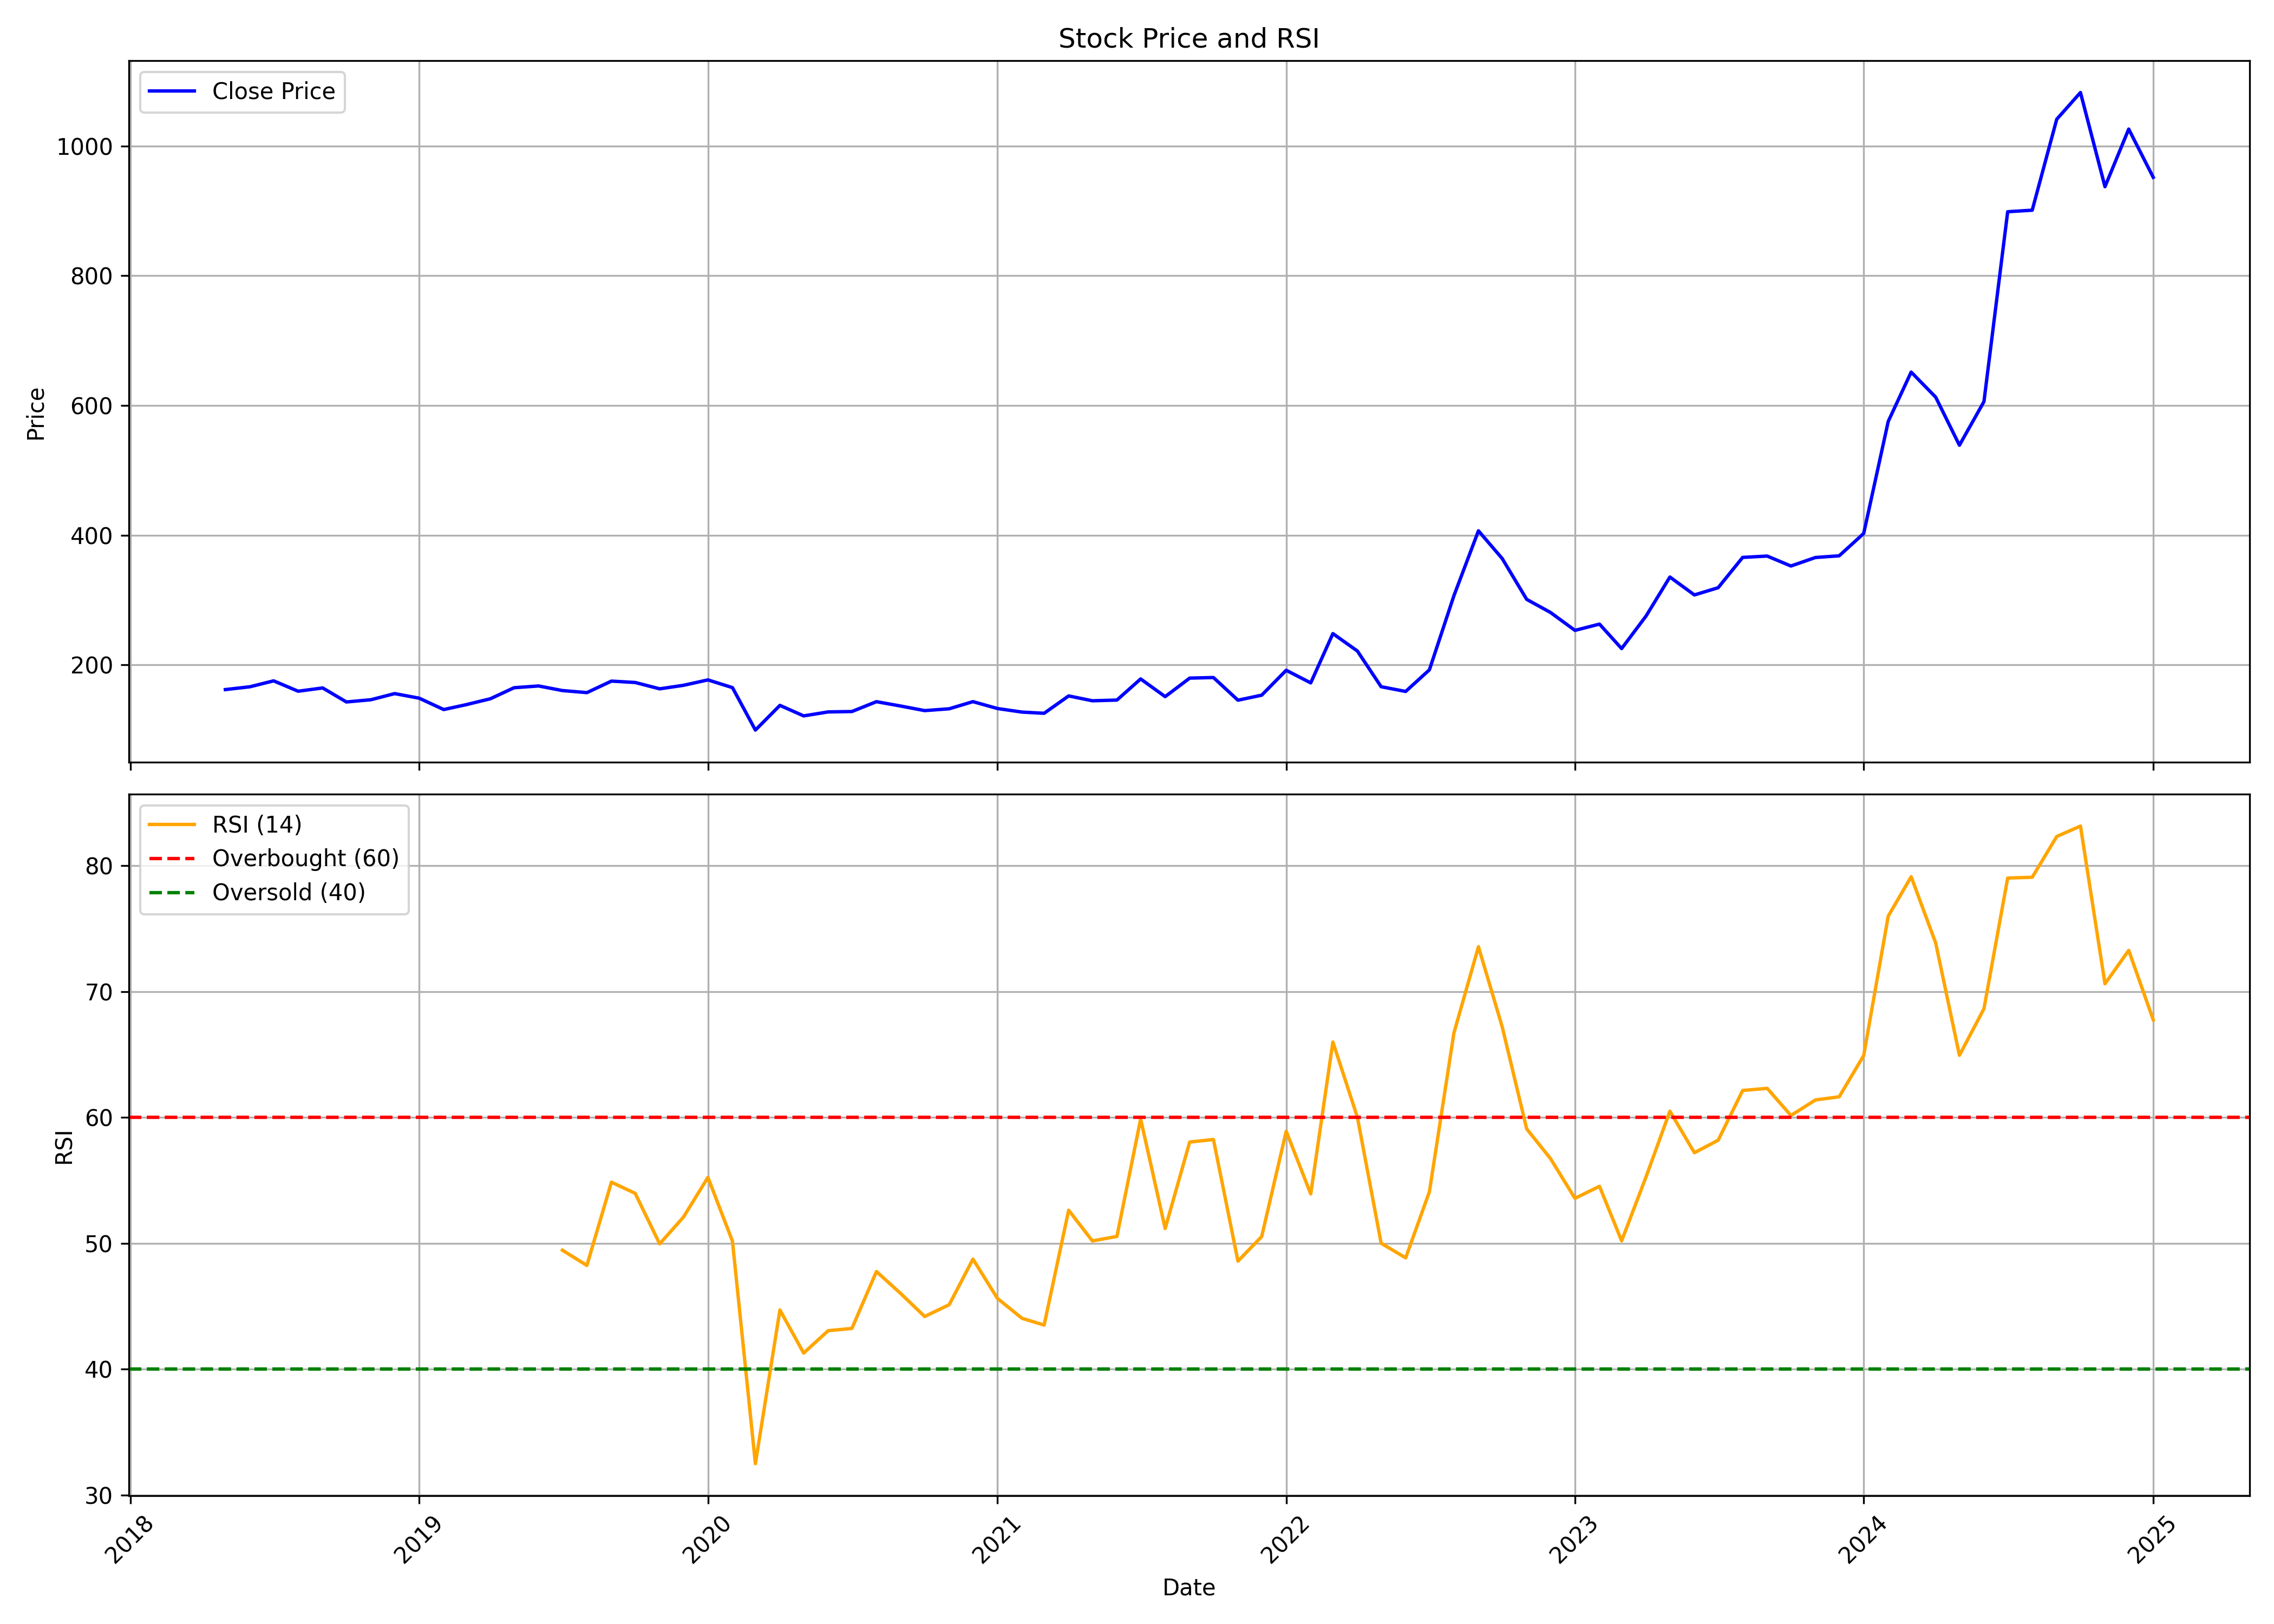 Stock Price and RSI
Close Price
Price
1000
800
600
400
200
RSI (14)
Overbought (60)
Oversold (40)
RSI
80
70
60
50
40
30
2018
2019
2020
2021
2022
2023
2024
2025
Date